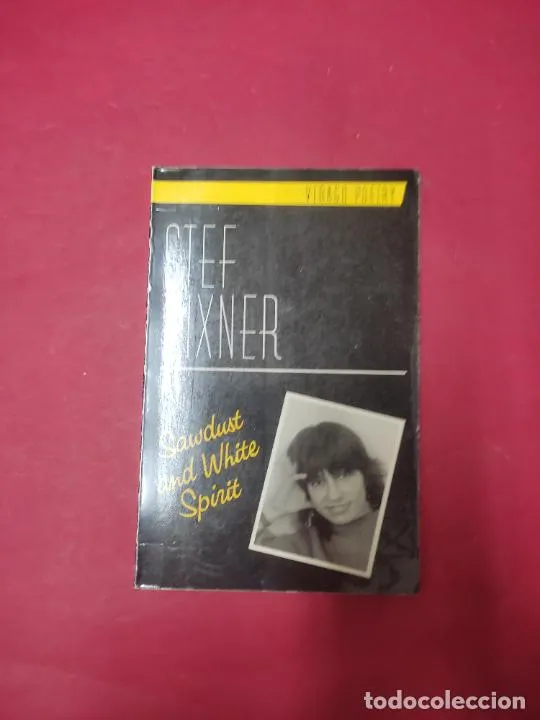 VIRAGO POETRY
STEF
PIXNER
Sawdust
and White
Spirit
todocoleccion